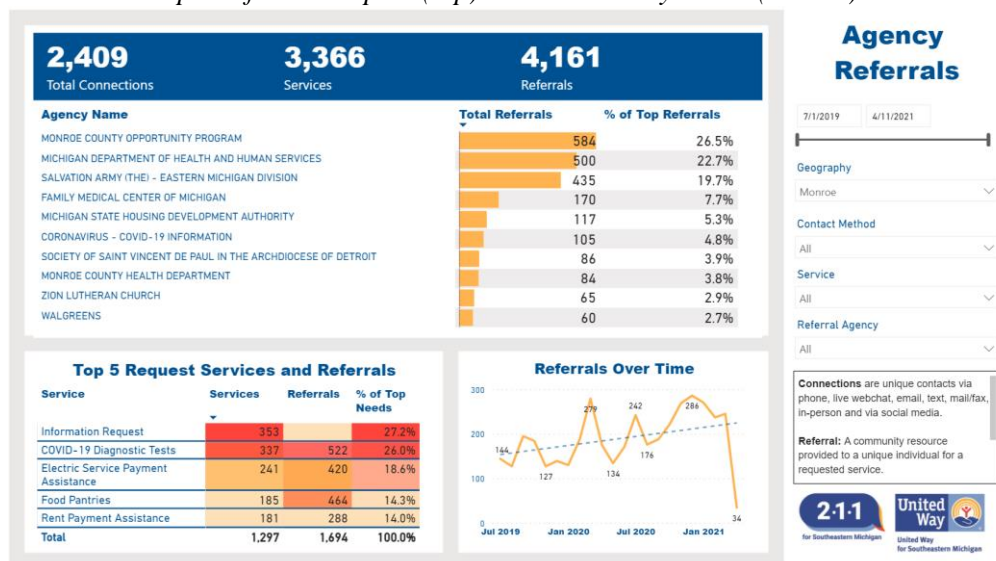 2,409 3,366 4,161
Total Connections Services Referrals
Agency Name Total Referrals % of Top Referrals
MONROE COUNTY OPPORTUNITY PROGRAM 584 26.5%
MICHIGAN DEPARTMENT OF HEALTH AND HUMAN SERVICES 500 22.7%
SALVATION ARMY (THE) - EASTERN MICHIGAN DIVISION 435 19.7%
FAMILY MEDICAL CENTER OF MICHIGAN 170 7.7%
MICHIGAN STATE HOUSING DEVELOPMENT AUTHORITY 117 5.3%
CORONAVIRUS - COVID-19 INFORMATION 105 4.8%
SOCIETY OF SAINT VINCENT DE PAUL IN THE ARCHDIOCESE OF DETROIT 86 3.9%
MONROE COUNTY HEALTH DEPARTMENT 84 3.8%
ZION LUTHERAN CHURCH 65 2.9%
WALGREENS 60 2.7%
Top 5 Request Services and Referrals
Service Services Referrals % of Top
Needs
Information Request 353 27.2%
COVID-19 Diagnostic Tests 337 522 26.0%
Electric Service Payment 241 420 18.6%
Assistance
Food Pantries 185 464 14.3%
Rent Payment Assistance 181 288 14.0%
Total 1,297 1,694 100.0%
Referrals Over Time
300
200
100
0
144
127
279
134
242
176
286
34
Jul 2019 Jan 2020 Jul 2020 Jan 2021
Agency
Referrals
7/1/2019 4/11/2021
Geography
Monroe
Contact Method
All
Service
All
Referral Agency
All
Connections are unique contacts via
phone, live webchat, email, text, mail/fax,
in-person and via social media.
Referral: A community resource
provided to a unique individual for a
requested service.
2-1-1
for Southeastern Michigan
United
Way
United Way
for Southeastern Michigan